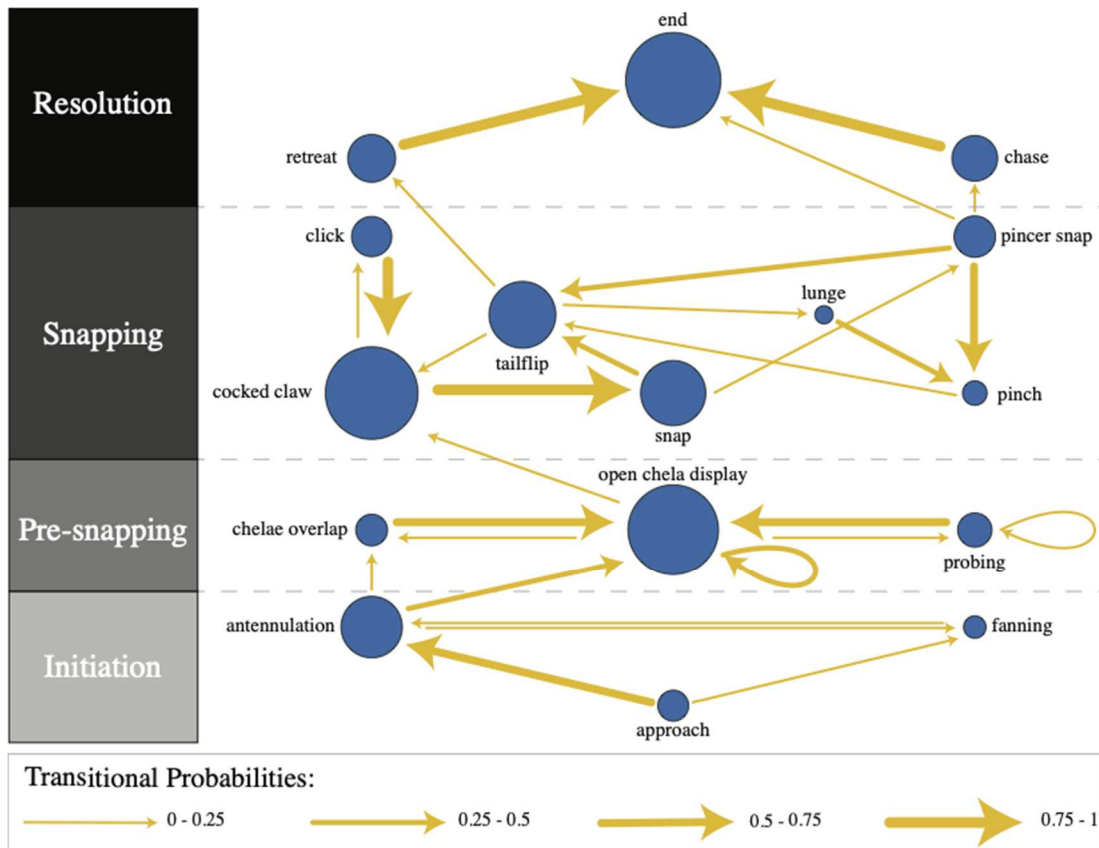 end
Resolution
retreat
chase
click
pincer snap
lunge
Snapping
tailflip
cocked claw
pinch
snap
open chela display
Pre-snapping
chelae overlap
probing
antennulation
fanning
Initiation
approach
Transitional Probabilities:
0 - 0.25
0.25 - 0.5
0.5 - 0.75
0.75 - 1